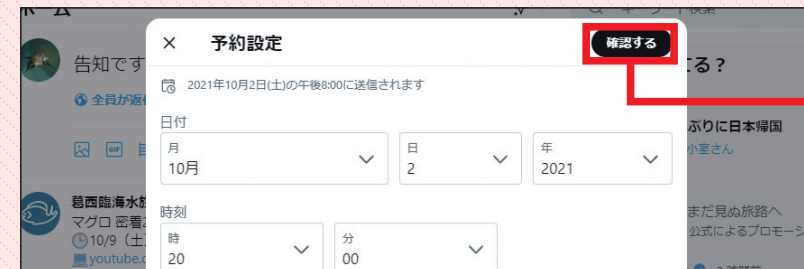 予約設定
確認する
告知です
てる？
2021年10月2日(土)の午後8:00に送信されます
全員が返
日付
月
10月
日
2
年
2021
ぶりに日本帰国
小室さん
GIF
葛西臨海水族
マグロ 密着2
10/9（土
youtube.c
時刻
時
20
分
00
まだ見ぬ旅路へ
公式によるプロモーシ